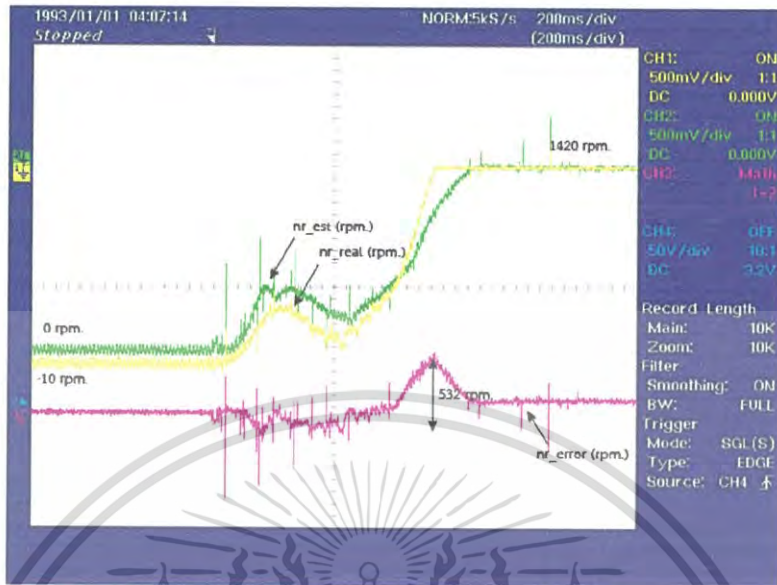 1993/01/01 04:07:14
NORM:5kS/s 200ms/div
Stopped
(200ms/div)
CH1: ON
500mV/div 1:1
DC 0.000V
CH2: ON
500mV/div 1:1
DC 0.000V
Math
1-2
CH4: OFF
50V/div 10:1
DC 3.2V
Record Length
Main: 10K
Zoom: 10K
Filter
Smoothing: ON
BW: FULL
Trigger
Mode: SGL(S)
Type: EDGE
Source: CH4
1420 rpm.
nr_est (rpm.)
nr_real (rpm.)
0 rpm.
-10 rpm.
532 rpm.
nr_error (rpm.)